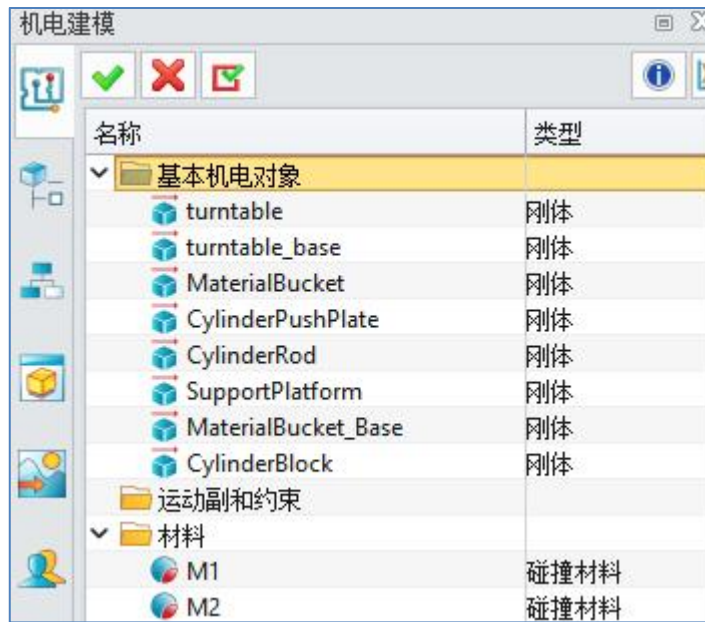 机电建模
名称 类型
基本机电对象
turntable 刚体
turntable_base 刚体
MaterialBucket 刚体
CylinderPushPlate 刚体
CylinderRod 刚体
SupportPlatform 刚体
MaterialBucket_Base 刚体
CylinderBlock 刚体
运动副和约束
材料
M1 碰撞材料
M2 碰撞材料